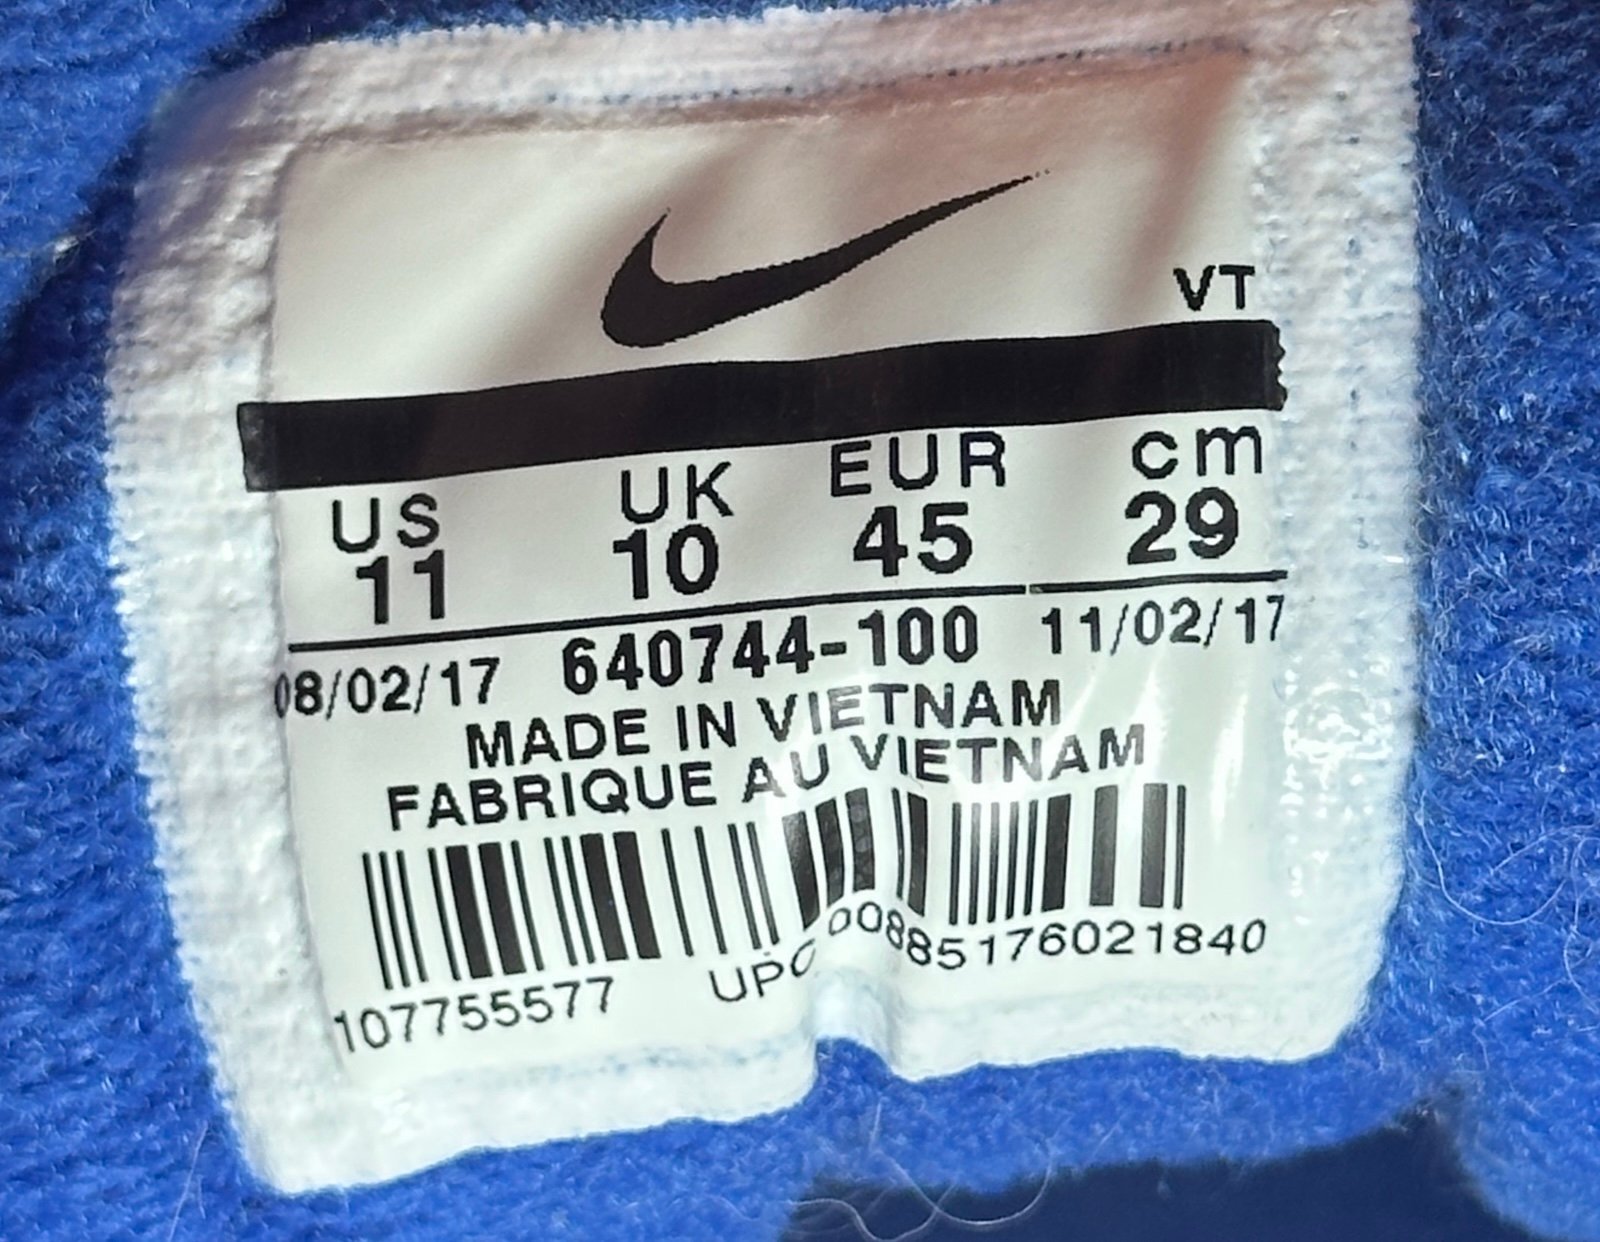 VT
US UK EUR cm
11 10 45 29
08/02/17 640744-100 11/02/17
MADE IN VIETNAM
FABRIQUE AU VIETNAM
107755577 UPC 00885176021840